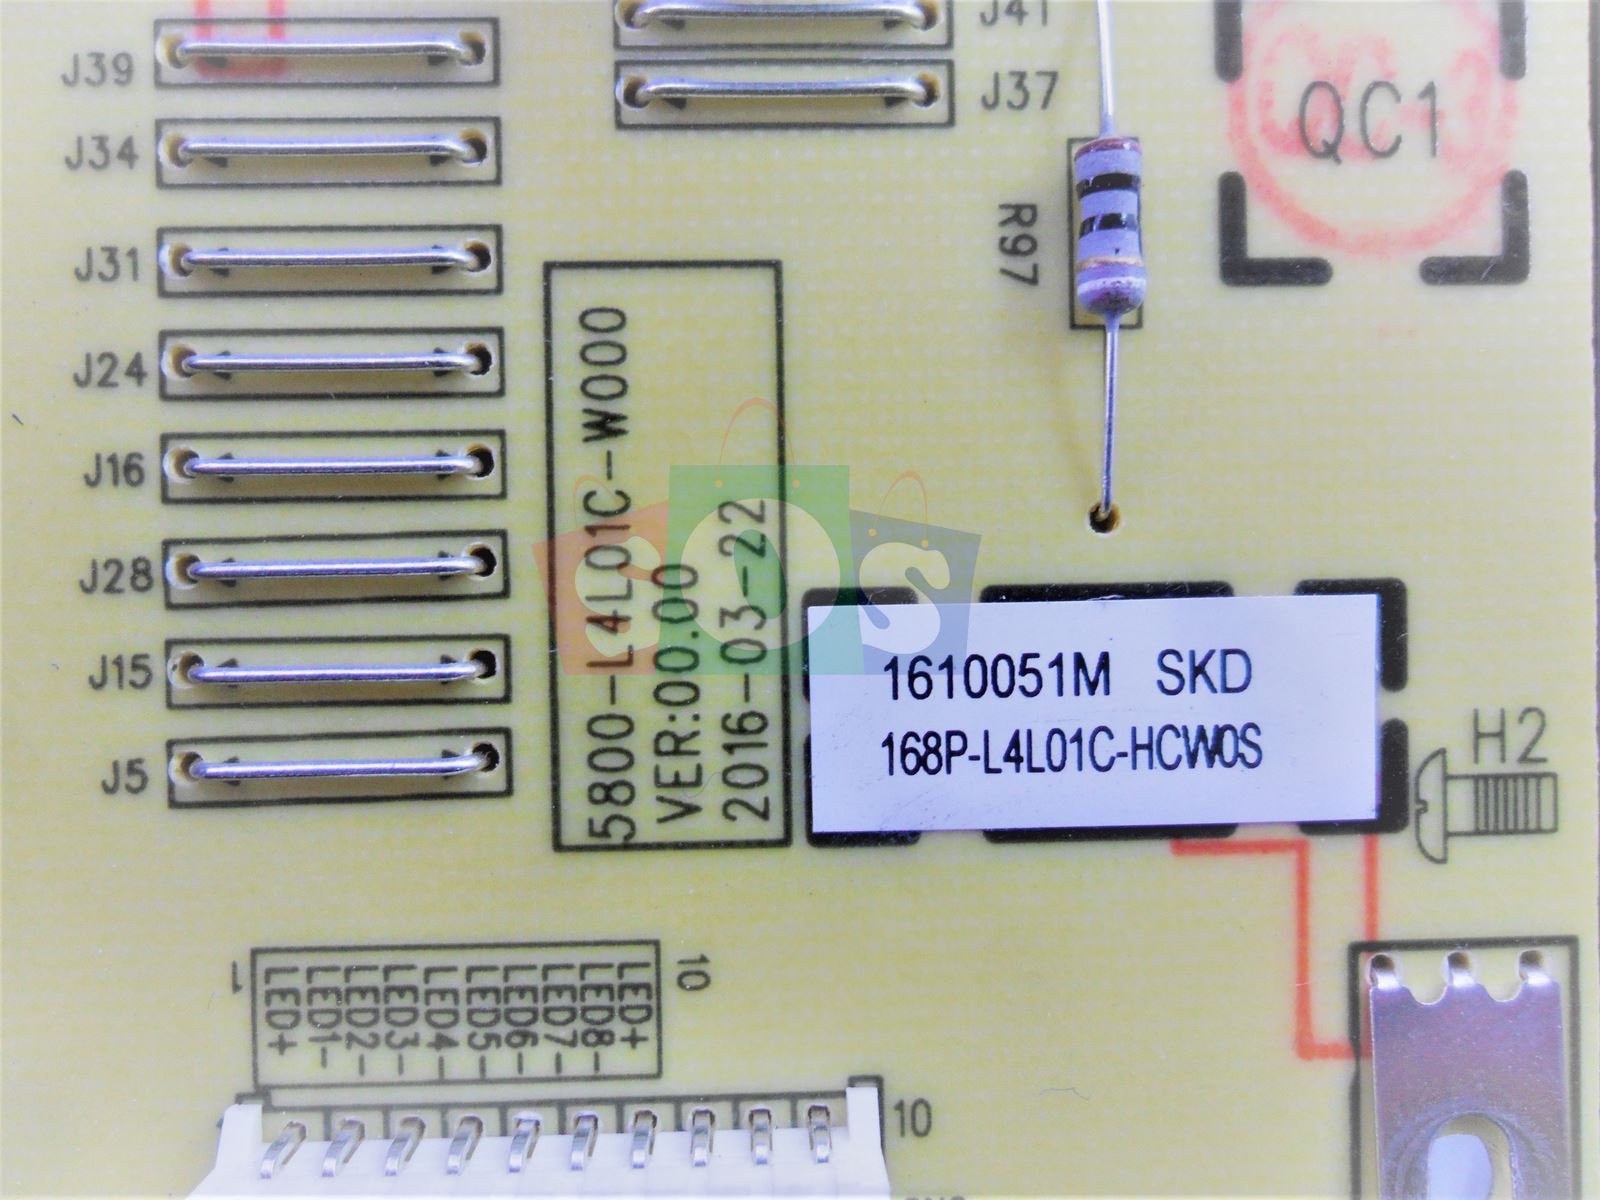 J39
J34
J31
J24
J16
J28
J15
J5
J41
J37
R97
QC1
5800-L4L01C-W000
VER:00.00
2016-03-22
SOS
1610051M SKD
168P-L4L01C-HCW0S
H2
1
LED+
LED1-
LED2-
LED3-
LED4-
LED5-
LED6-
LED7-
LED8-
LED+
10
10